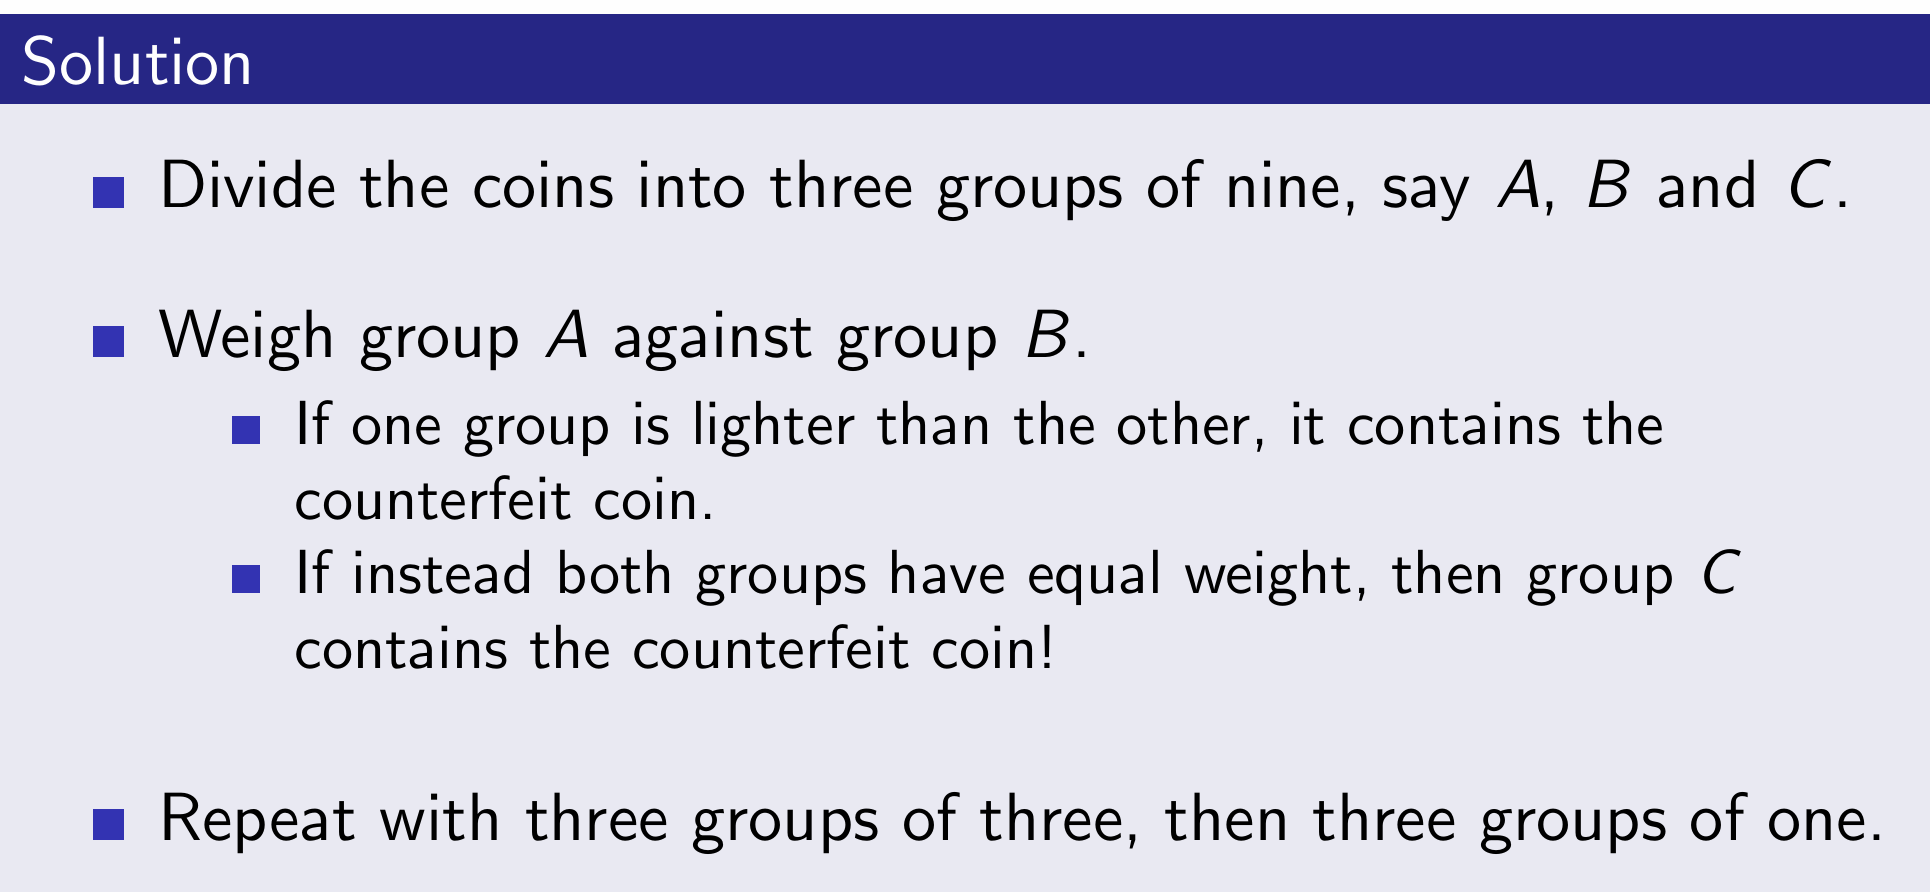 Solution
Divide the coins into three groups of nine, say A, B and C.
Weigh group A against group B.
If one group is lighter than the other, it contains the
counterfeit coin.
If instead both groups have equal weight, then group C
contains the counterfeit coin!
Repeat with three groups of three, then three groups of one.